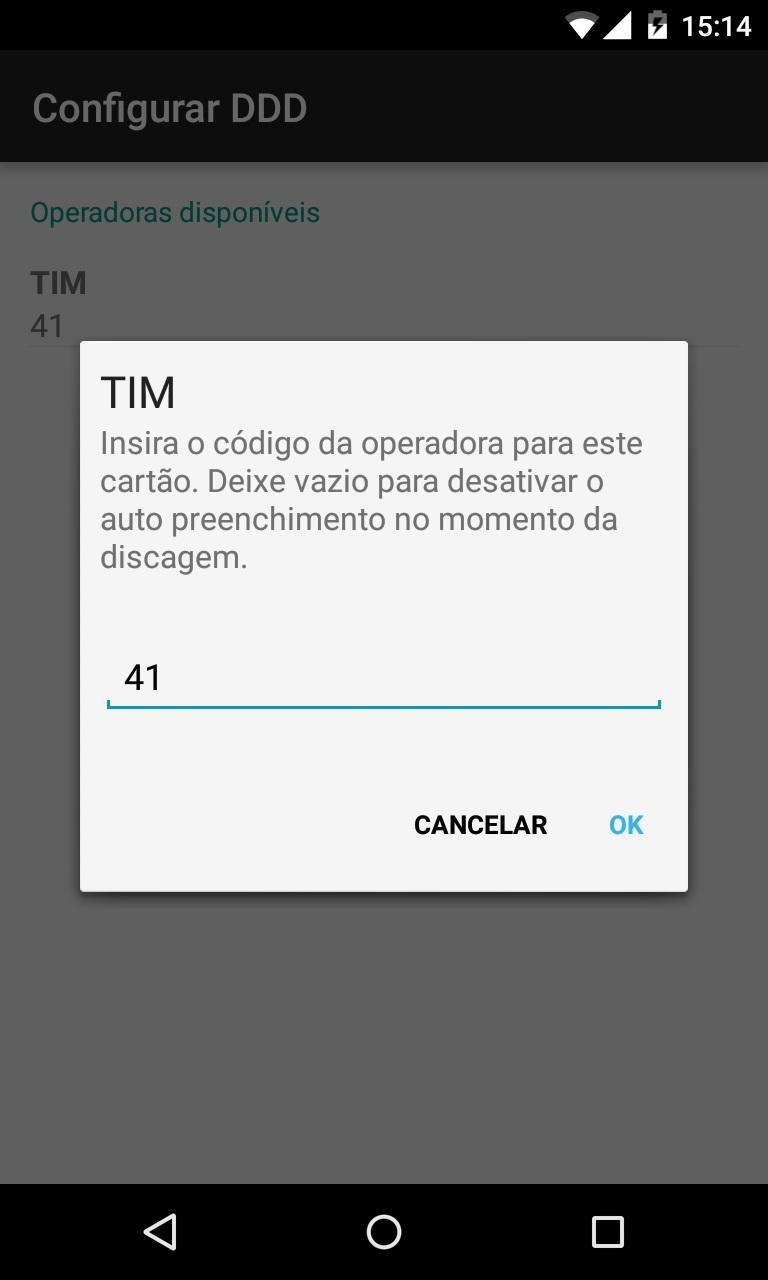 15:14
Configurar DDD
Operadoras disponíveis
TIM
41
TIM
Insira o código da operadora para este
cartão. Deixe vazio para desativar o
auto preenchimento no momento da
discagem.
41
CANCELAR OK